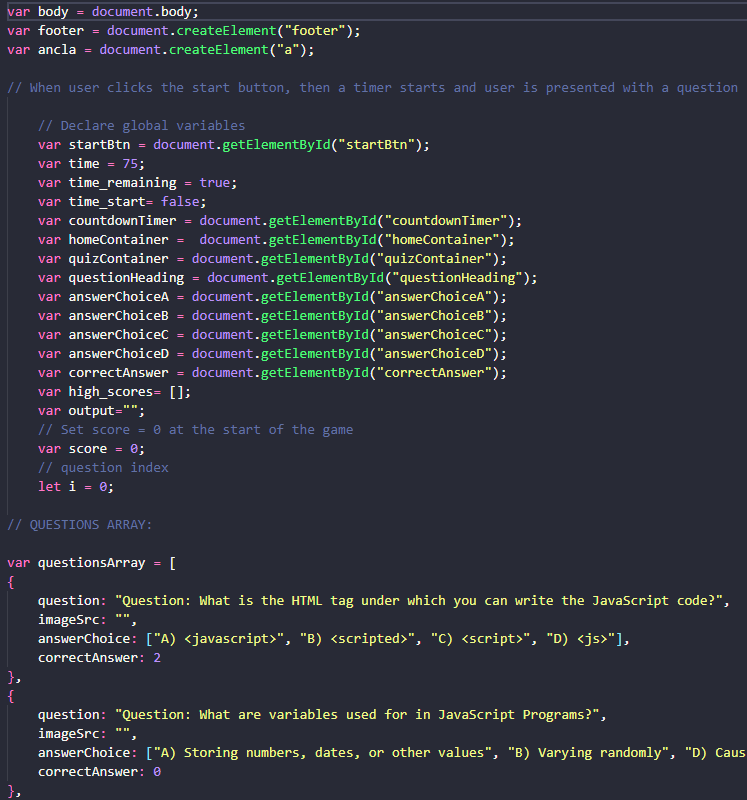 var body = document.body;
var footer = document.createElement("footer");
var ancla = document.createElement("a");
// When user clicks the start button, then a timer starts and user is presented with a question
// Declare global variables
var startBtn = document.getElementById("startBtn");
var time = 75;
var time_remaining = true;
var time_start= false;
var countdownTimer = document.getElementById("countdownTimer");
var homeContainer =  document.getElementById("homeContainer");
var quizContainer = document.getElementById("quizContainer");
var questionHeading = document.getElementById("questionHeading");
var answerChoiceA = document.getElementById("answerChoiceA");
var answerChoiceB = document.getElementById("answerChoiceB");
var answerChoiceC = document.getElementById("answerChoiceC");
var answerChoiceD = document.getElementById("answerChoiceD");
var correctAnswer = document.getElementById("correctAnswer");
var high_scores= [];
var output="";
// Set score = 0 at the start of the game
var score = 0;
// question index
let i = 0;
// QUESTIONS ARRAY:
var questionsArray = [
{
question: "Question: What is the HTML tag under which you can write the JavaScript code?",
imageSrc: "",
answerChoice: ["A) <javascript>", "B) <scripted>", "C) <script>", "D) <js>"],
correctAnswer: 2
},
{
question: "Question: What are variables used for in JavaScript Programs?",
imageSrc: "",
answerChoice: ["A) Storing numbers, dates, or other values", "B) Varying randomly", "D) Caus
correctAnswer: 0
},